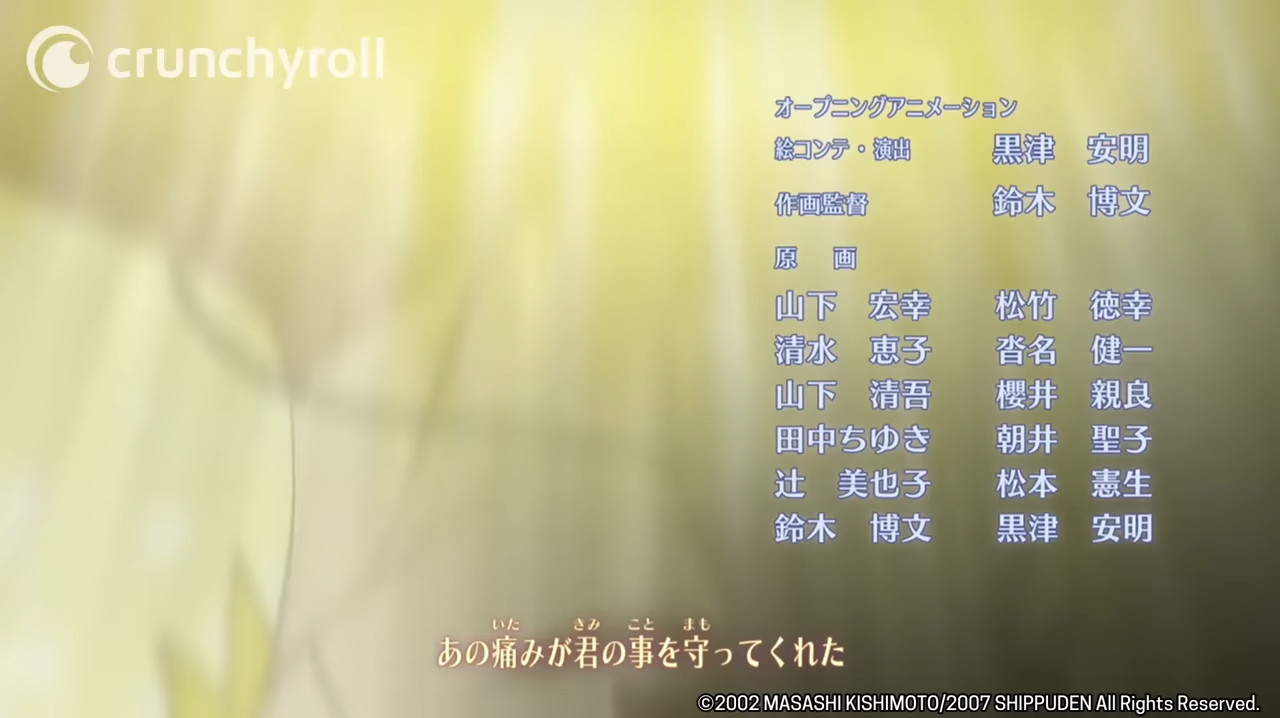 crunchyroll
オープニングアニメーション
絵コンテ・演出 黒津 安明
作画監督 鈴木 博文
原 画
山下 宏幸 松竹 徳幸
清水 恵子 沓名 健一
山下 清吾 櫻井 親良
田中ちゆき 朝井 聖子
辻 美也子 松本 憲生
鈴木 博文 黒津 安明
いた きみ こと まも
あの痛みが君の事を守ってくれた
©2002 MASASHI KISHIMOTO/2007 SHIPPUDEN All Rights Reserved.